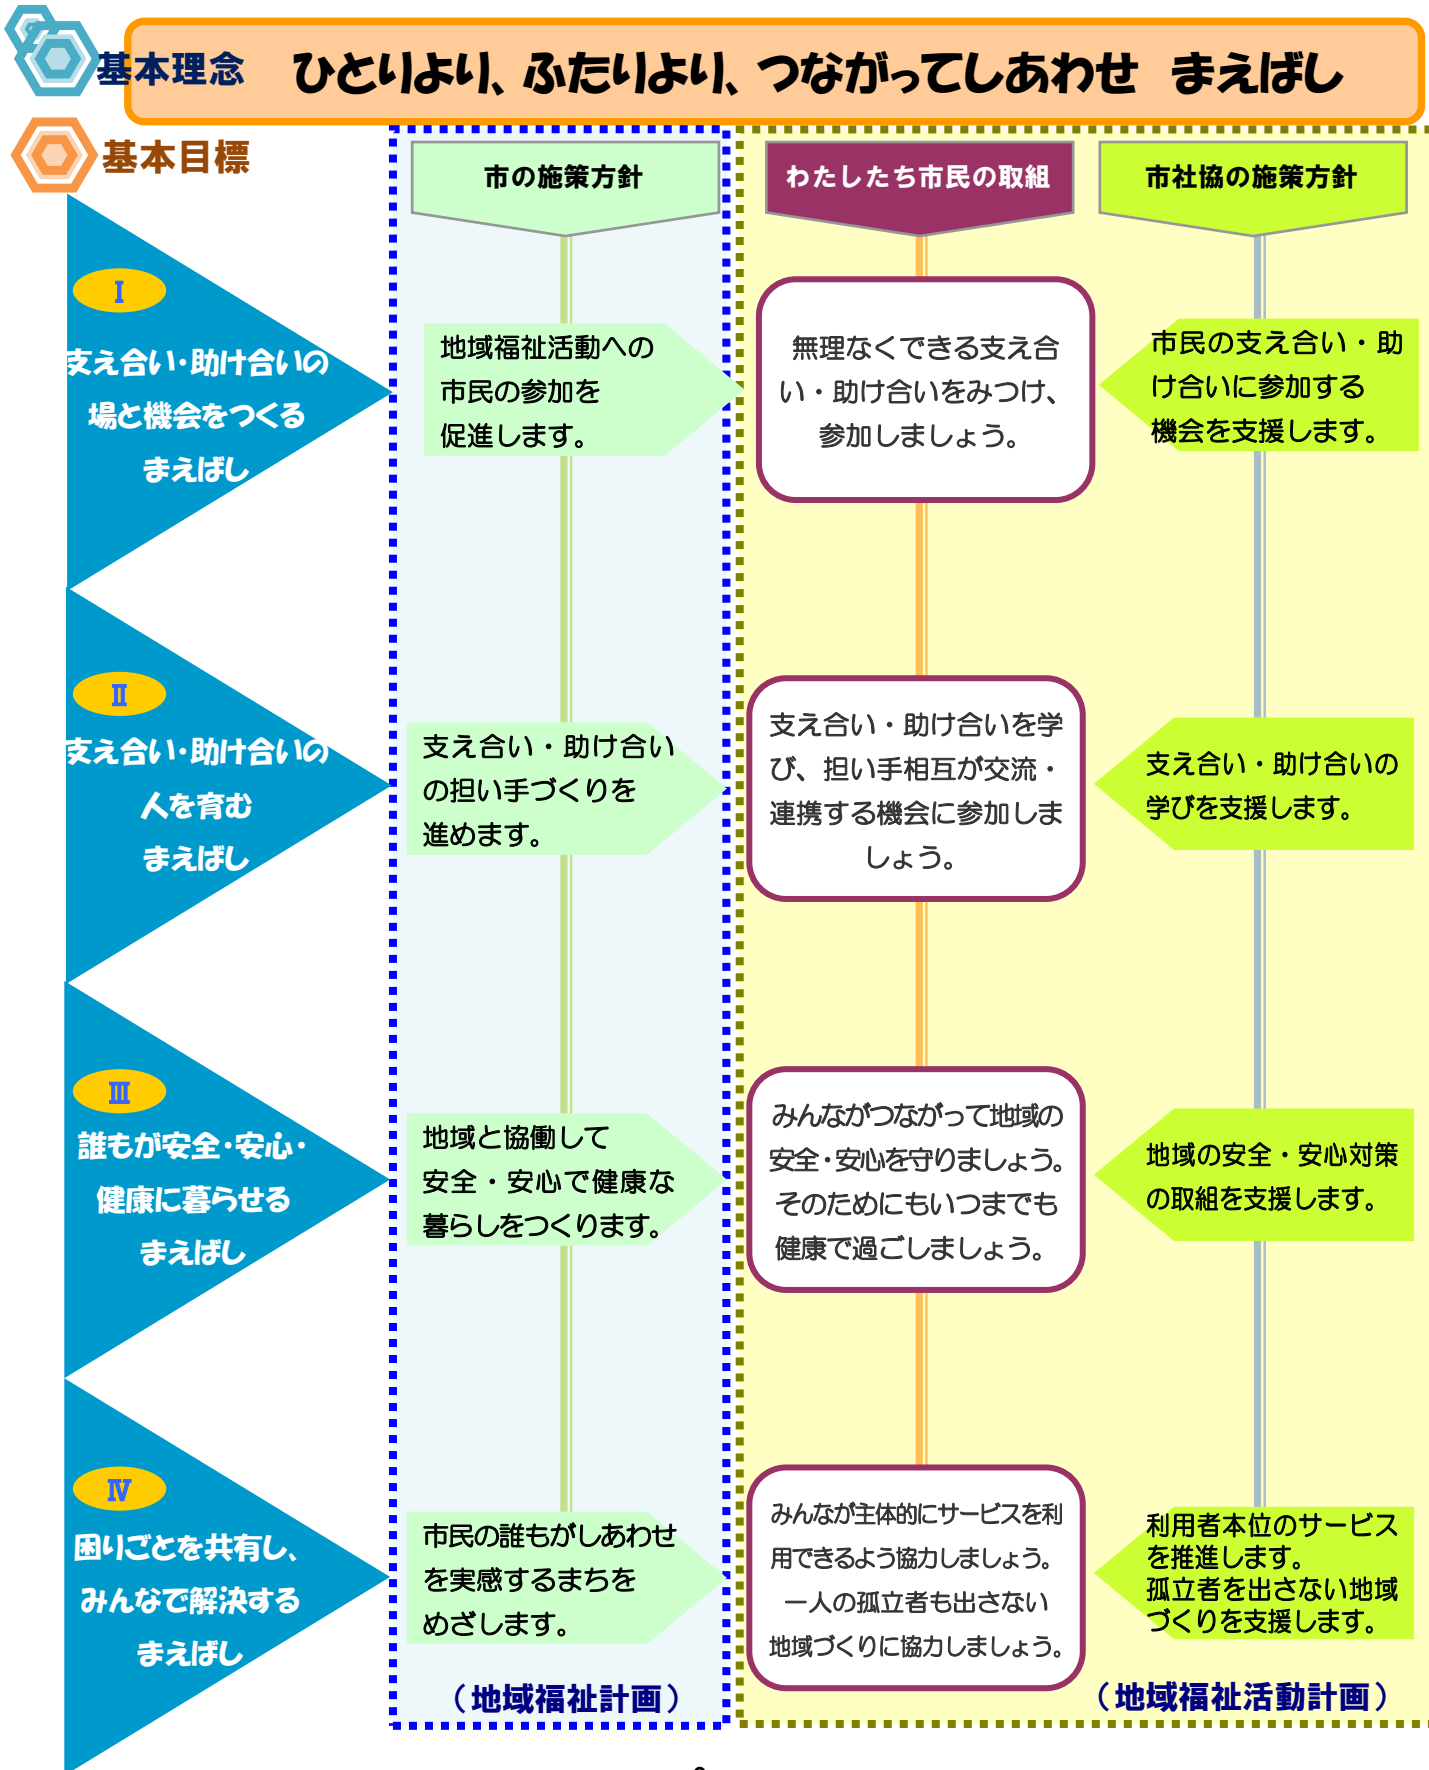 基本理念　ひとりより、ふたりより、つながってしあわせ　まえばし
基本目標
市の施策方針
わたしたち市民の取組
市社協の施策方針
Ⅰ
支え合い・助け合いの
場と機会をつくる
まえばし
地域福祉活動への
市民の参加を
促進します。
無理なくできる支え合
い・助け合いをみつけ、
参加しましょう。
市民の支え合い・助
け合いに参加する
機会を支援します。
Ⅱ
支え合い・助け合いの
人を育む
まえばし
支え合い・助け合い
の担い手づくりを
進めます。
支え合い・助け合いを学
び、担い手相互が交流・
連携する機会に参加しま
しょう。
支え合い・助け合いの
学びを支援します。
Ⅲ
誰もが安全・安心・
健康に暮らせる
まえばし
地域と協働して
安全・安心で健康な
暮らしをつくります。
みんながつながって地域の
安全・安心を守りましょう。
そのためにもいつまでも
健康で過ごしましょう。
地域の安全・安心対策
の取組を支援します。
Ⅳ
困りごとを共有し、
みんなで解決する
まえばし
市民の誰もがしあわせ
を実感するまちを
めざします。
みんなが主体的にサービスを利
用できるよう協力しましょう。
一人の孤立者も出さない
地域づくりに協力しましょう。
利用者本位のサービス
を推進します。
孤立者を出さない地域
づくりを支援します。
（地域福祉計画）
（地域福祉活動計画）